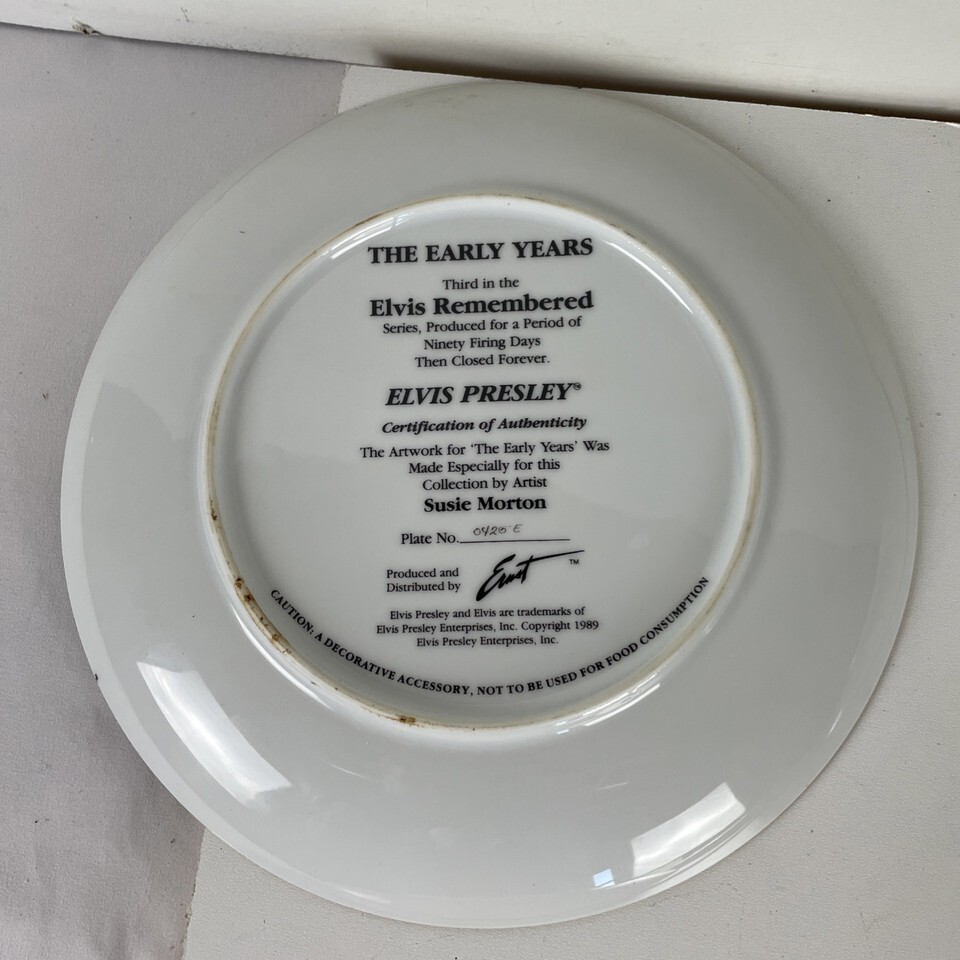 THE EARLY YEARS
Third in the
Elvis Remembered
Series, Produced for a Period of
Ninety Firing Days
Then Closed Forever.
ELVIS PRESLEY®
Certification of Authenticity
The Artwork for 'The Early Years' Was
Made Especially for this
Collection by Artist
Susie Morton
Plate No. 0420 E
Produced and
Distributed by Ernst ™
Elvis Presley and Elvis are trademarks of
Elvis Presley Enterprises, Inc. Copyright 1989
Elvis Presley Enterprises, Inc.
CAUTION: A DECORATIVE ACCESSORY, NOT TO BE USED FOR FOOD CONSUMPTION